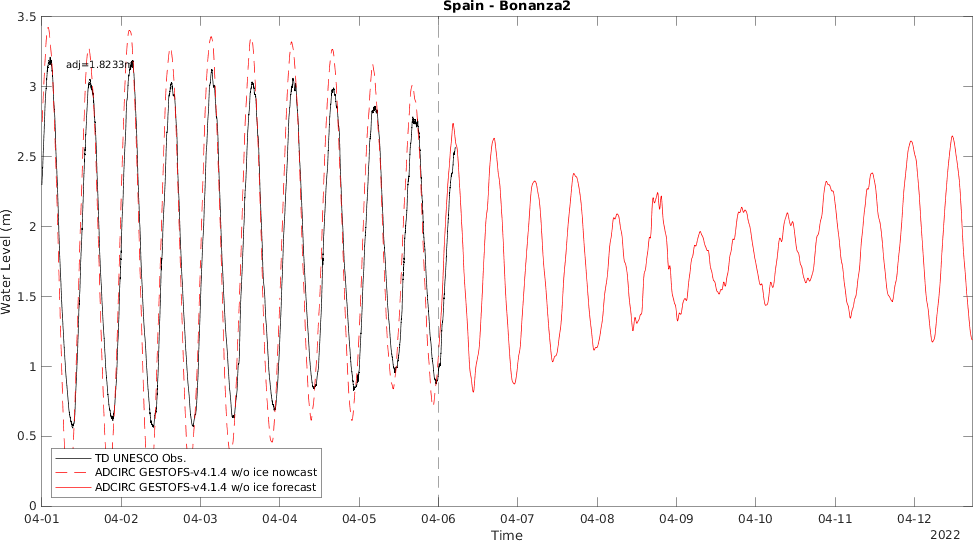 Spain - Bonanza2
3.5
3
2.5
2
1.5
1
0.5
0
Water Level (m)
adj=1.8233m
TD UNESCO Obs.
ADCIRC GESTOFS-v4.1.4 w/o ice nowcast
ADCIRC GESTOFS-v4.1.4 w/o ice forecast
04-01 04-02 04-03 04-04 04-05 04-06 04-07 04-08 04-09 04-10 04-11 04-12
Time
2022